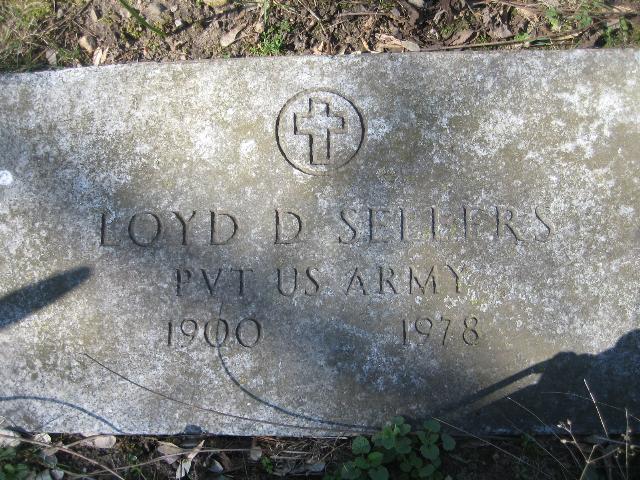 LOYD D SELLERS
PVT US ARMY
1900 1978